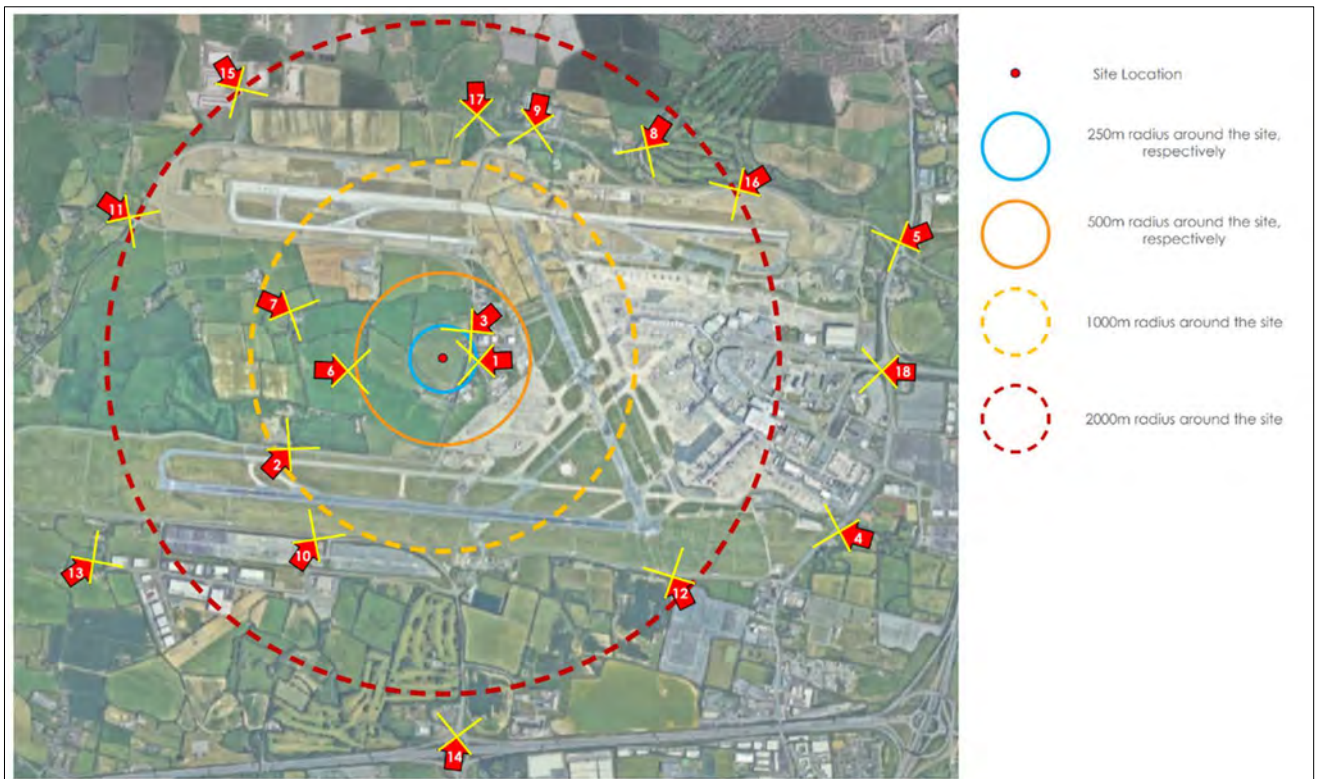 15
17
9
8
16
11
5
7
3
6
1
18
2
4
10
13
12
14
Site Location
250m radius around the site,
respectively
500m radius around the site,
respectively
1000m radius around the site
2000m radius around the site